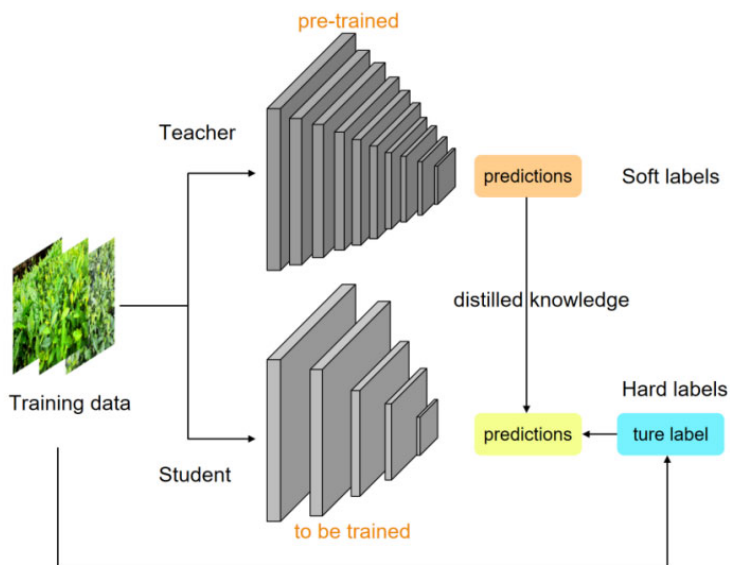 pre-trained
Teacher
predictions
Soft labels
distilled knowledge
Training data
Hard labels
predictions
ture label
Student
to be trained